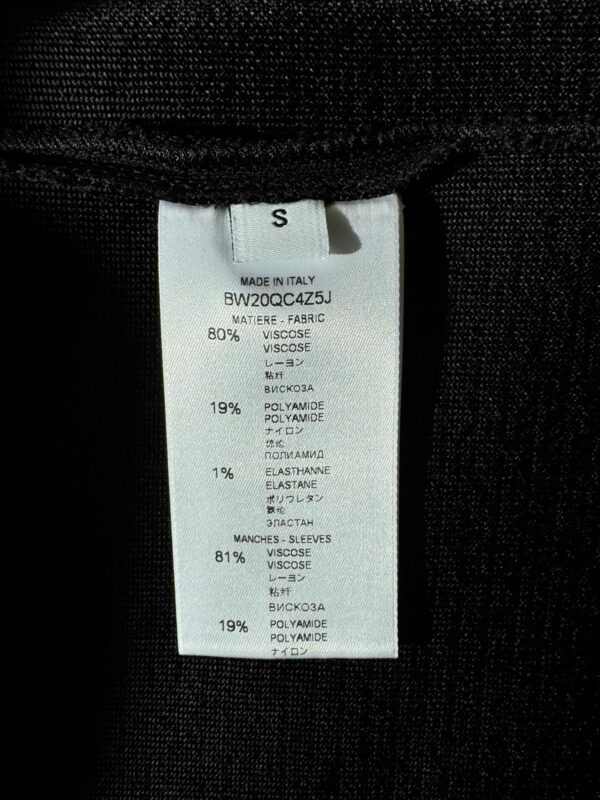 S
MADE IN ITALY
BW20QC4Z5J
MATIERE - FABRIC
80% VISCOSE
VISCOSE
レーヨン
粘纤
ВИСКОЗА
19% POLYAMIDE
POLYAMIDE
ナイロン
锦纶
ПОЛИАМИД
1% ELASTHANNE
ELASTANE
ポリウレタン
氨纶
ЭЛАСТАН
MANCHES - SLEEVES
81% VISCOSE
VISCOSE
レーヨン
粘纤
ВИСКОЗА
19% POLYAMIDE
POLYAMIDE
ナイロン